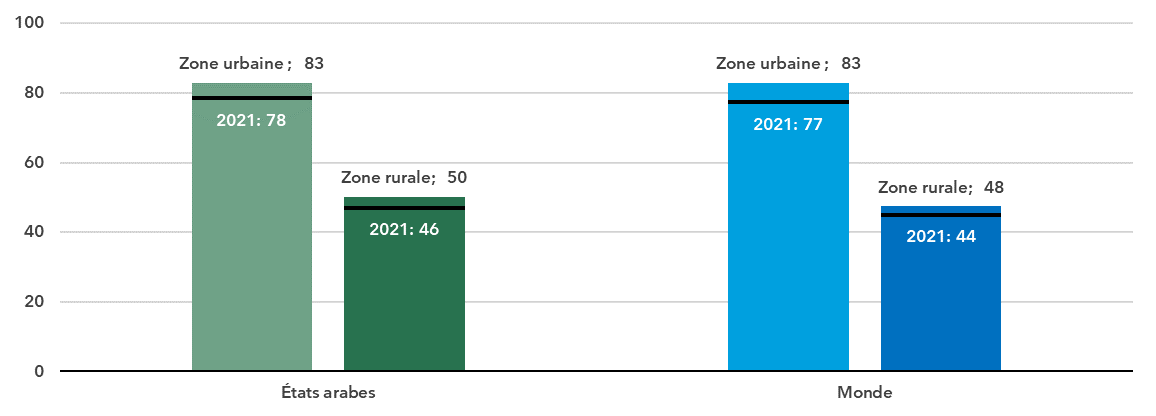 100
80
60
40
20
0
Zone urbaine ; 83
2021: 78
Zone rurale; 50
2021: 46
États arabes
Zone urbaine ; 83
2021: 77
Zone rurale; 48
2021: 44
Monde